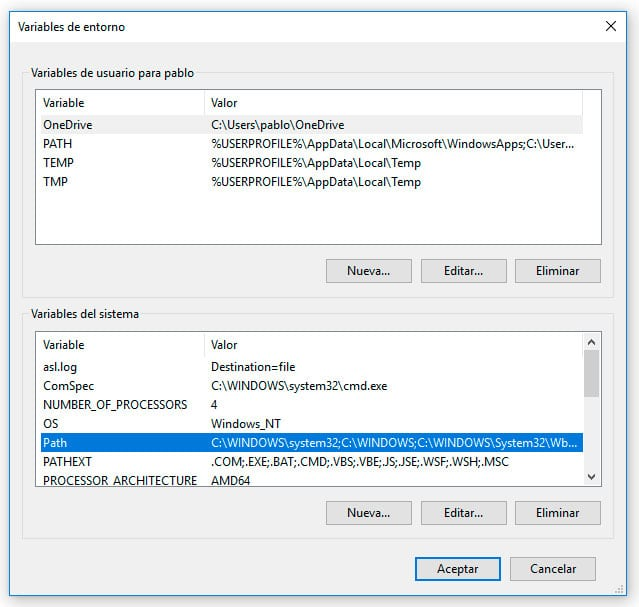 Variables de entorno
Variables de usuario para pablo
Variable Valor
OneDrive C:\Users\pablo\OneDrive
PATH %USERPROFILE%\AppData\Local\Microsoft\WindowsApps;C:\User...
TEMP %USERPROFILE%\AppData\Local\Temp
TMP %USERPROFILE%\AppData\Local\Temp
Nueva... Editar... Eliminar
Variables del sistema
Variable Valor
asl.log Destination=file
ComSpec C:\WINDOWS\system32\cmd.exe
NUMBER_OF_PROCESSORS 4
OS Windows_NT
Path C:\WINDOWS\system32;C:\WINDOWS;C:\WINDOWS\System32\Wb...
PATHEXT .COM;.EXE;.BAT;.CMD;.VBS;.VBE;.JS;.JSE;.WSF;.WSH;.MSC
PROCESSOR_ARCHITECTURE AMD64
Nueva... Editar... Eliminar
Aceptar Cancelar